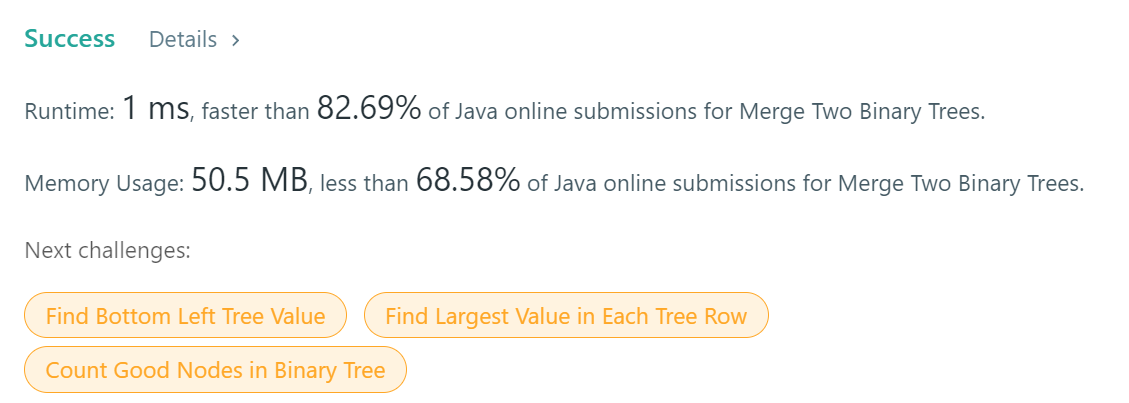 Success Details >
Runtime: 1 ms, faster than 82.69% of Java online submissions for Merge Two Binary Trees.
Memory Usage: 50.5 MB, less than 68.58% of Java online submissions for Merge Two Binary Trees.
Next challenges:
Find Bottom Left Tree Value Find Largest Value in Each Tree Row
Count Good Nodes in Binary Tree